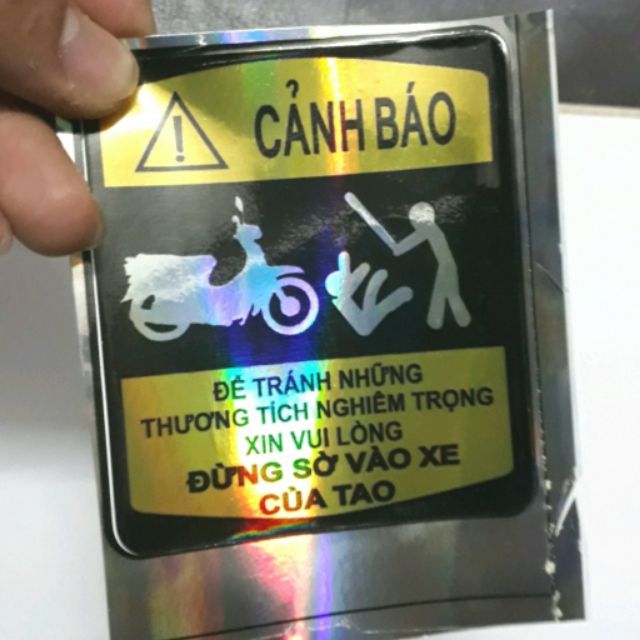 CẢNH BÁO
ĐỂ TRÁNH NHỮNG
THƯƠNG TÍCH NGHIÊM TRỌNG
XIN VUI LÒNG
ĐỪNG SỜ VÀO XE
CỦA TAO